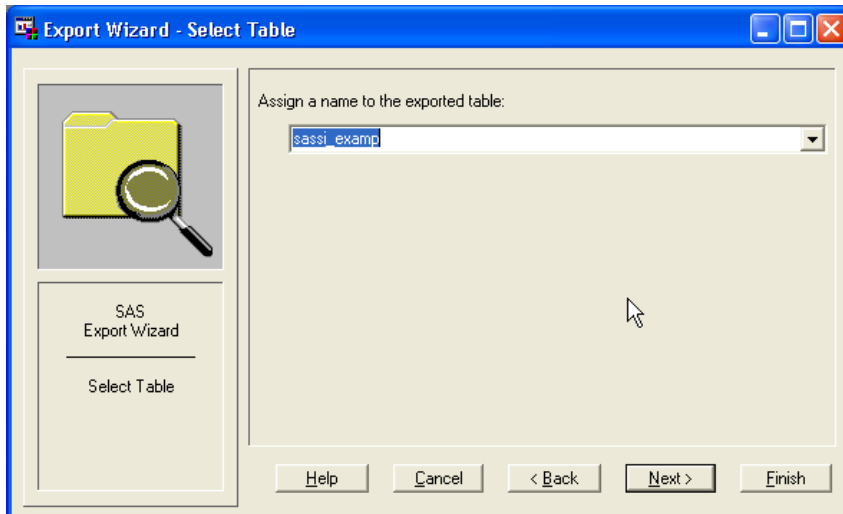 Export Wizard - Select Table
Assign a name to the exported table:
sassi_examp
SAS
Export Wizard
Select Table
Help
Cancel
< Back
Next >
Finish